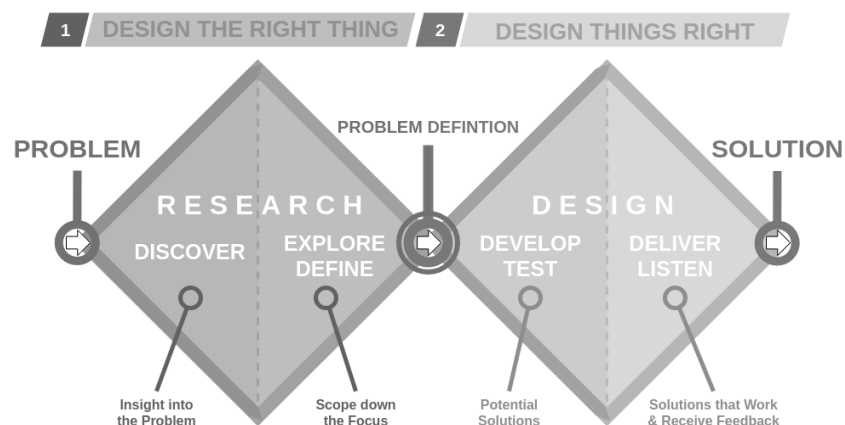 1 DESIGN THE RIGHT THING 2 DESIGN THINGS RIGHT
PROBLEM DEFINTION
PROBLEM
SOLUTION
RESEARCH
DESIGN
DISCOVER
EXPLORE
DEFINE
DEVELOP
TEST
DELIVER
LISTEN
Insight into
the Problem
Scope down
the Focus
Potential
Solutions
Solutions that Work
& Receive Feedback